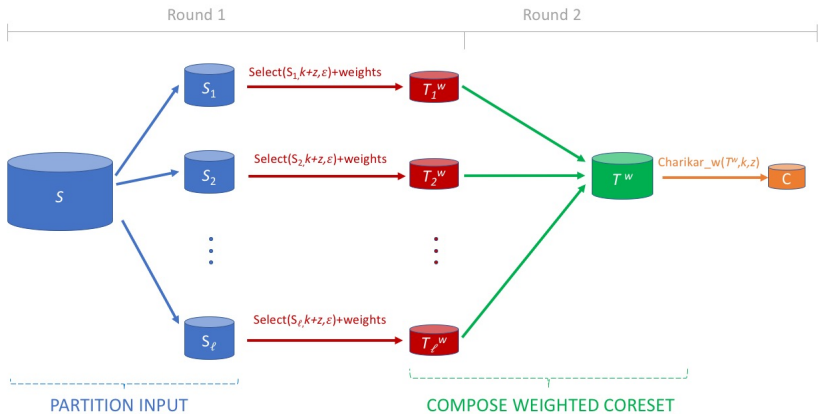 Round 1 Round 2
Select(S₁,k+z,ε)+weights
S₁ T₁ʷ
Select(S₂,k+z,ε)+weights
Charikar_w(Tʷ,k,z)
S S₂ T₂ʷ Tʷ C
Select(Sℓ,k+z,ε)+weights
Sℓ Tℓʷ
PARTITION INPUT COMPOSE WEIGHTED CORESET